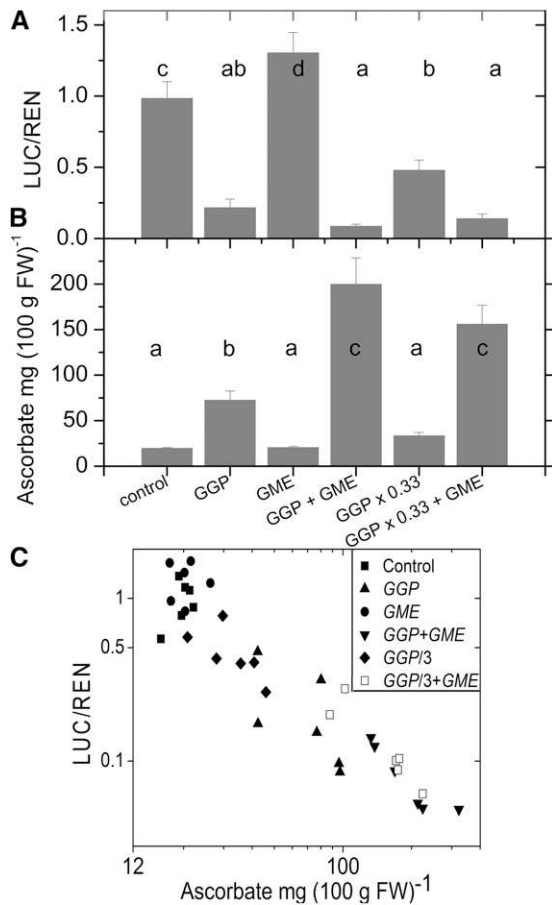 A
1.5
1.0
0.5
0.0
LUC/REN
c ab d a b a
B
200
150
100
50
0
Ascorbate mg (100 g FW)-1
a b a c a c
control GGP GME GGP + GME GGP x 0.33 GGP x 0.33 + GME
C
1
0.5
0.1
LUC/REN
Control
GGP
GME
GGP+GME
GGP/3
GGP/3+GME
12 100
Ascorbate mg (100 g FW)-1